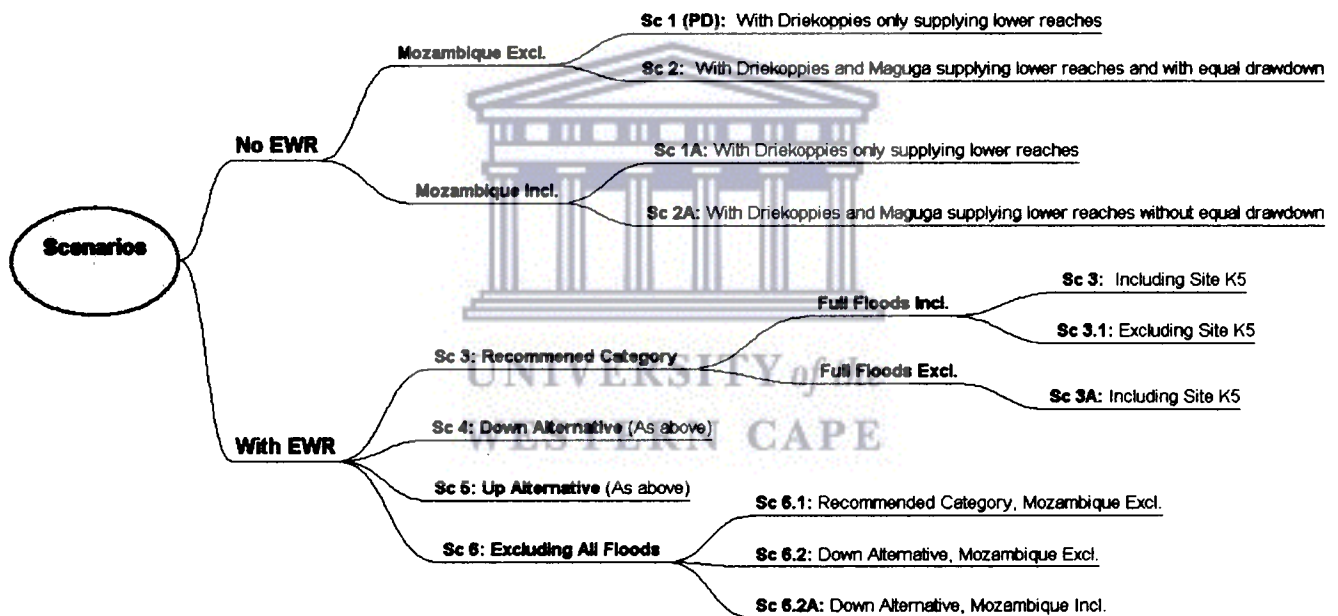 Sc 1 (PD): With Driekoppies only supplying lower reaches
Mozambique Excl.
Sc 2: With Driekoppies and Maguga supplying lower reaches and with equal drawdown
No EWR
Sc 1A: With Driekoppies only supplying lower reaches
Mozambique Incl.
Sc 2A: With Driekoppies and Maguga supplying lower reaches without equal drawdown
Scenarios
Sc 3: Including Site K5
Full Floods Incl.
Sc 3.1: Excluding Site K5
Sc 3: Recommened Category
Full Floods Excl.
Sc 3A: Including Site K5
With EWR
Sc 4: Down Alternative (As above)
Sc 5: Up Alternative (As above)
Sc 6.1: Recommended Category, Mozambique Excl.
Sc 6: Excluding All Floods
Sc 6.2: Down Alternative, Mozambique Excl.
Sc 6.2A: Down Alternative, Mozambique Incl.
UNIVERSITY of the
WESTERN CAPE